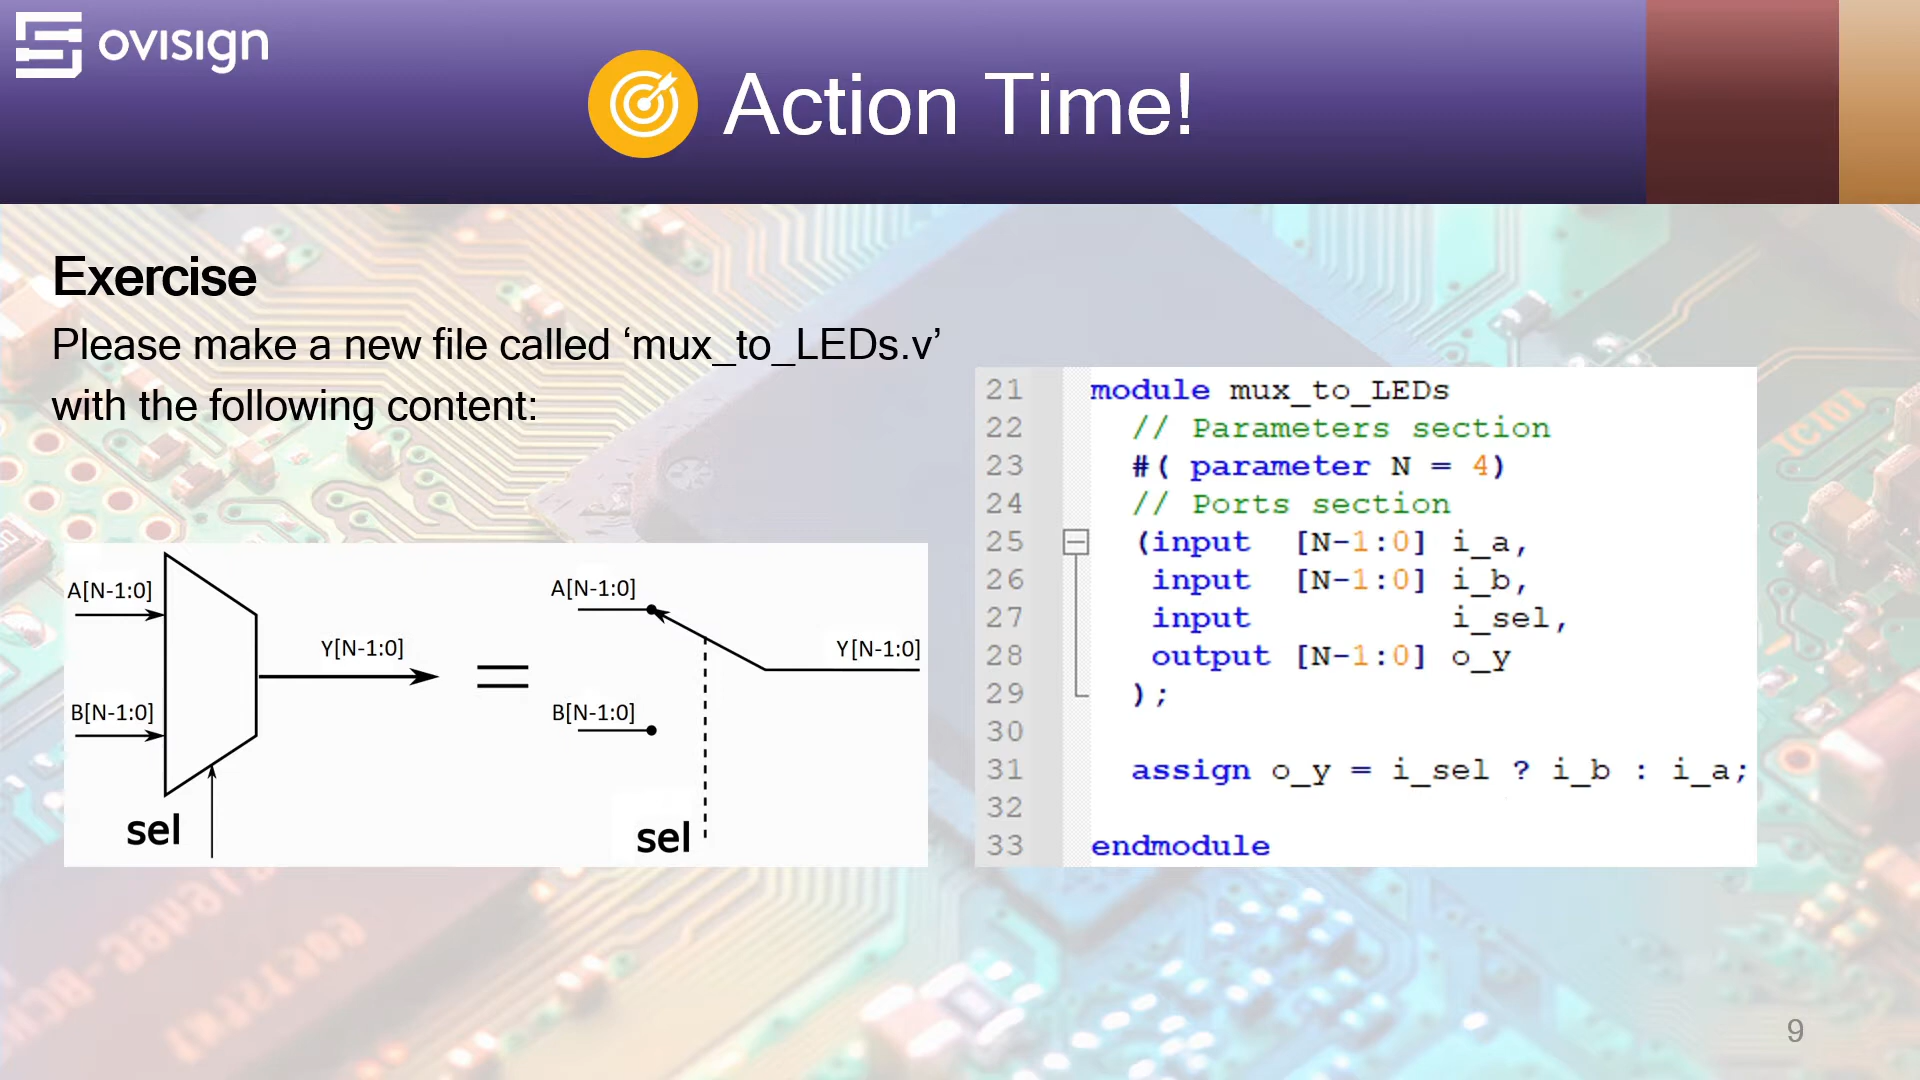 ovisign
Action Time!
Exercise
Please make a new file called ‘mux_to_LEDs.v’
with the following content:
A[N-1:0]
B[N-1:0]
Y[N-1:0]
sel
=
A[N-1:0]
B[N-1:0]
Y[N-1:0]
sel
21 module mux_to_LEDs
22 // Parameters section
23 #( parameter N = 4)
24 // Ports section
25 (input [N-1:0] i_a,
26 input [N-1:0] i_b,
27 input i_sel,
28 output [N-1:0] o_y
29 );
30
31 assign o_y = i_sel ? i_b : i_a;
32
33 endmodule
9